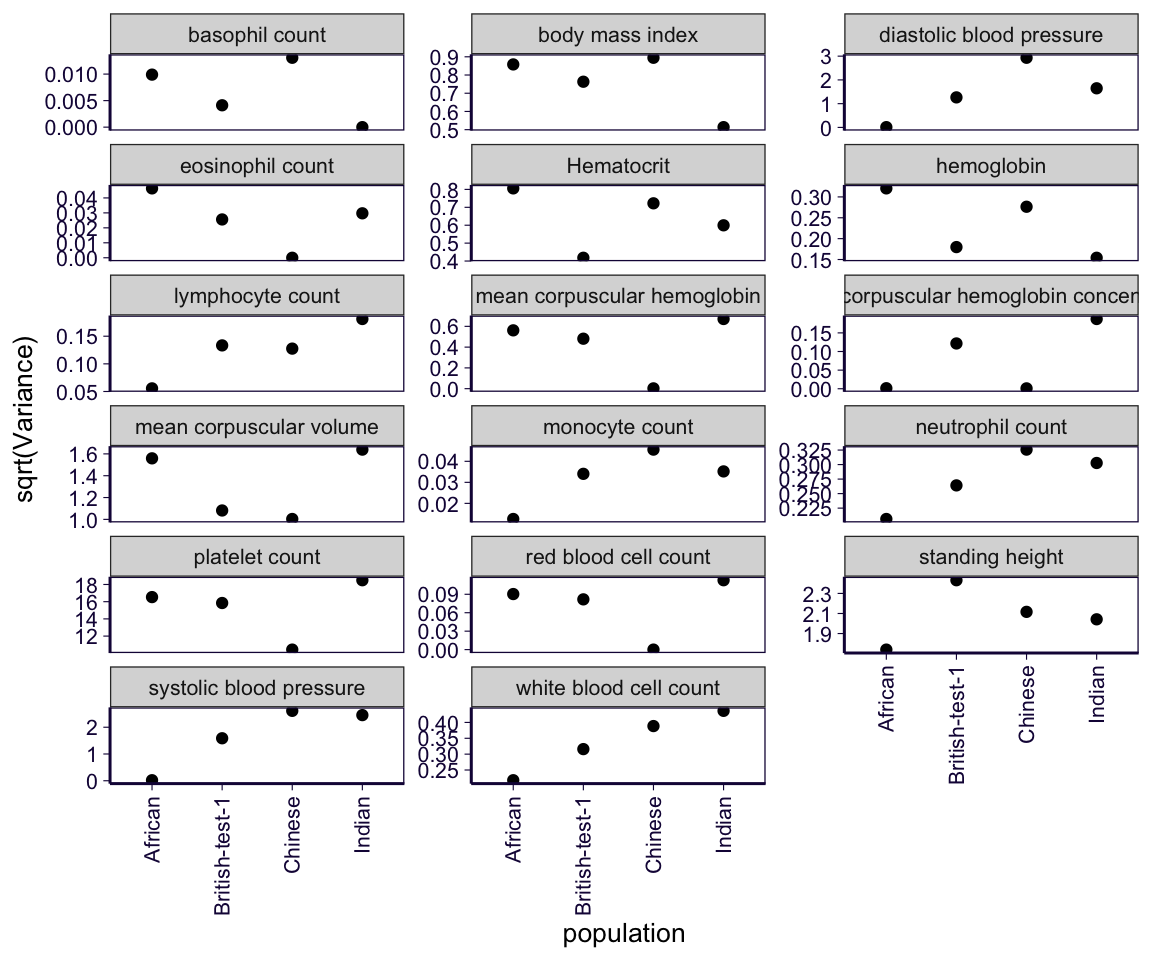 basophil count
0.010
0.005
0.000
body mass index
0.9
0.8
0.7
0.6
0.5
diastolic blood pressure
3
2
1
0
eosinophil count
0.04
0.03
0.02
0.01
0.00
Hematocrit
0.8
0.7
0.6
0.5
0.4
hemoglobin
0.30
0.25
0.20
0.15
lymphocyte count
0.15
0.10
0.05
mean corpuscular hemoglobin
0.6
0.4
0.2
0.0
corpuscular hemoglobin concer
0.15
0.10
0.05
0.00
mean corpuscular volume
1.6
1.4
1.2
1.0
monocyte count
0.04
0.03
0.02
neutrophil count
0.325
0.300
0.275
0.250
0.225
platelet count
18
16
14
12
red blood cell count
0.09
0.06
0.03
0.00
standing height
2.3
2.1
1.9
African
British-test-1
Chinese
Indian
systolic blood pressure
2
1
0
African
British-test-1
Chinese
Indian
white blood cell count
0.40
0.35
0.30
0.25
African
British-test-1
Chinese
Indian
sqrt(Variance)
population